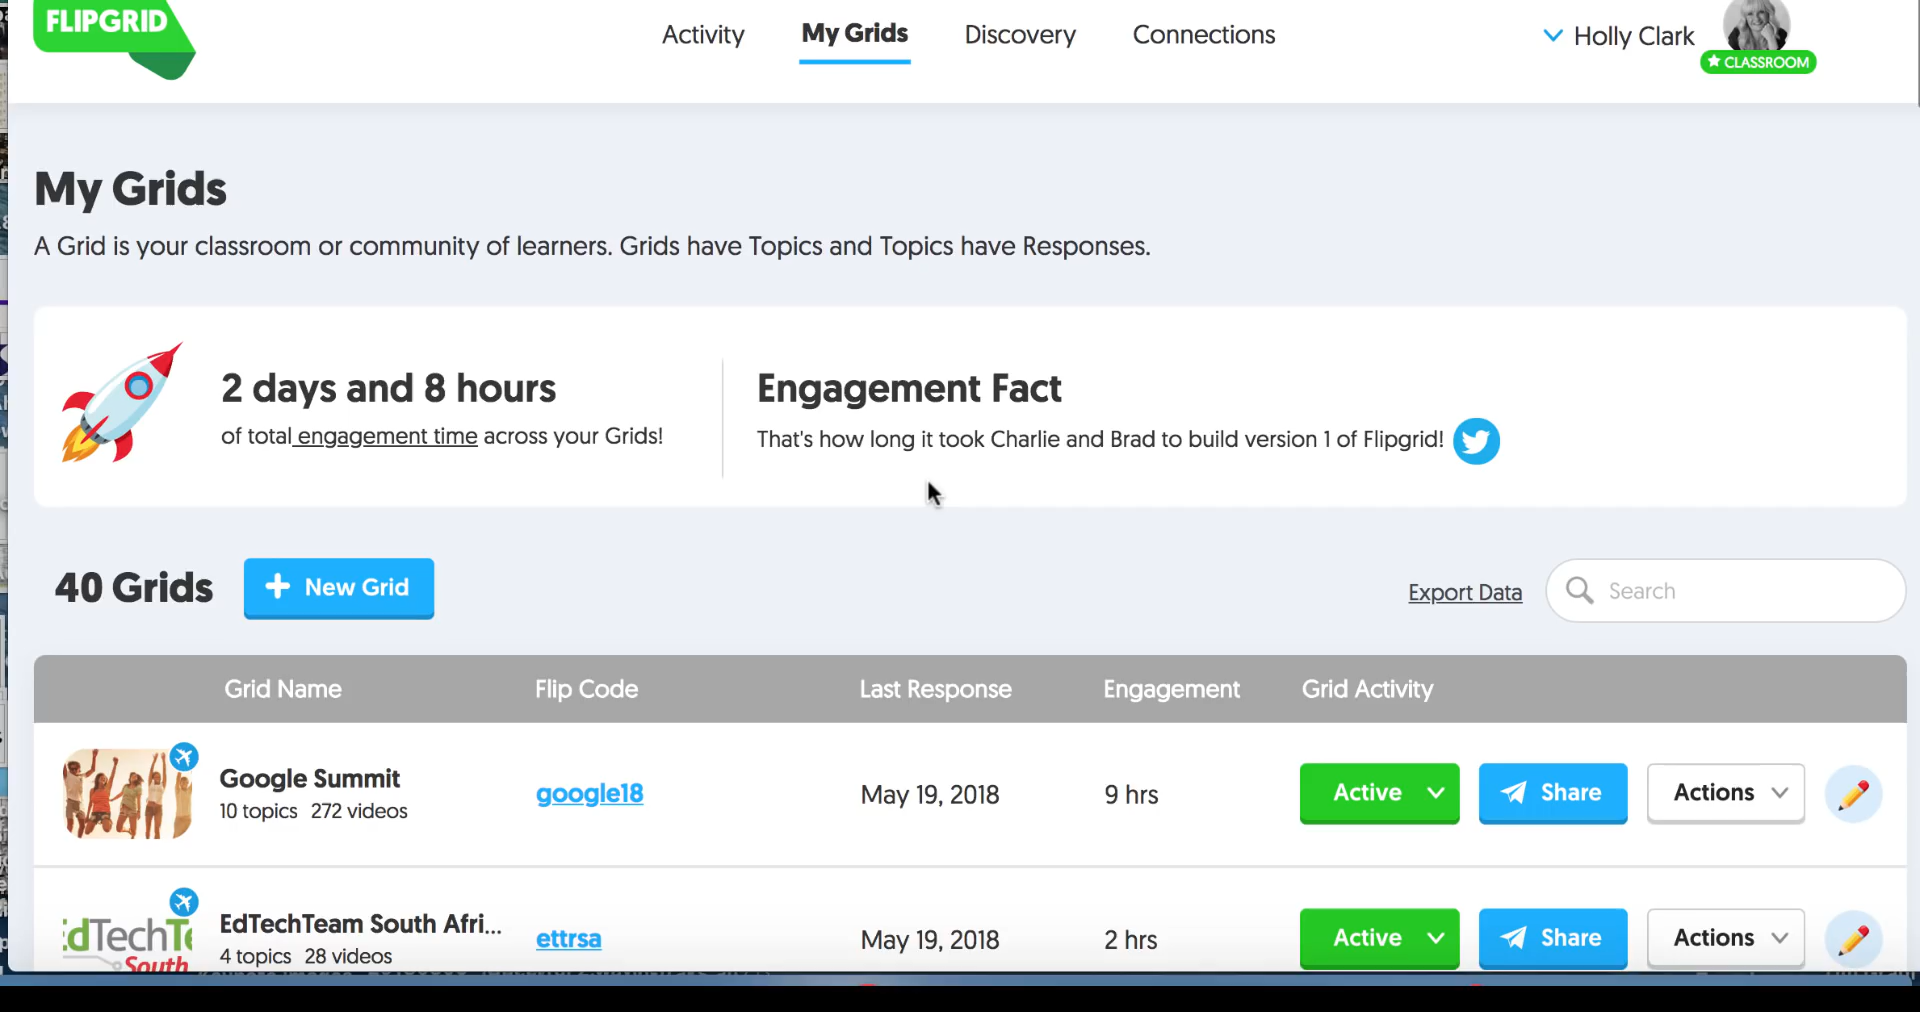 FLIPGRID
Activity My Grids Discovery Connections
Holly Clark
CLASSROOM
My Grids
A Grid is your classroom or community of learners. Grids have Topics and Topics have Responses.
2 days and 8 hours
of total engagement time across your Grids!
Engagement Fact
That's how long it took Charlie and Brad to build version 1 of Flipgrid!
40 Grids
+ New Grid
Export Data
Search
Grid Name Flip Code Last Response Engagement Grid Activity
Google Summit
10 topics 272 videos
google18
May 19, 2018
9 hrs
Active
Share
Actions
EdTechTeam South Afri...
4 topics 28 videos
ettrsa
May 19, 2018
2 hrs
Active
Share
Actions
dTechTe
South